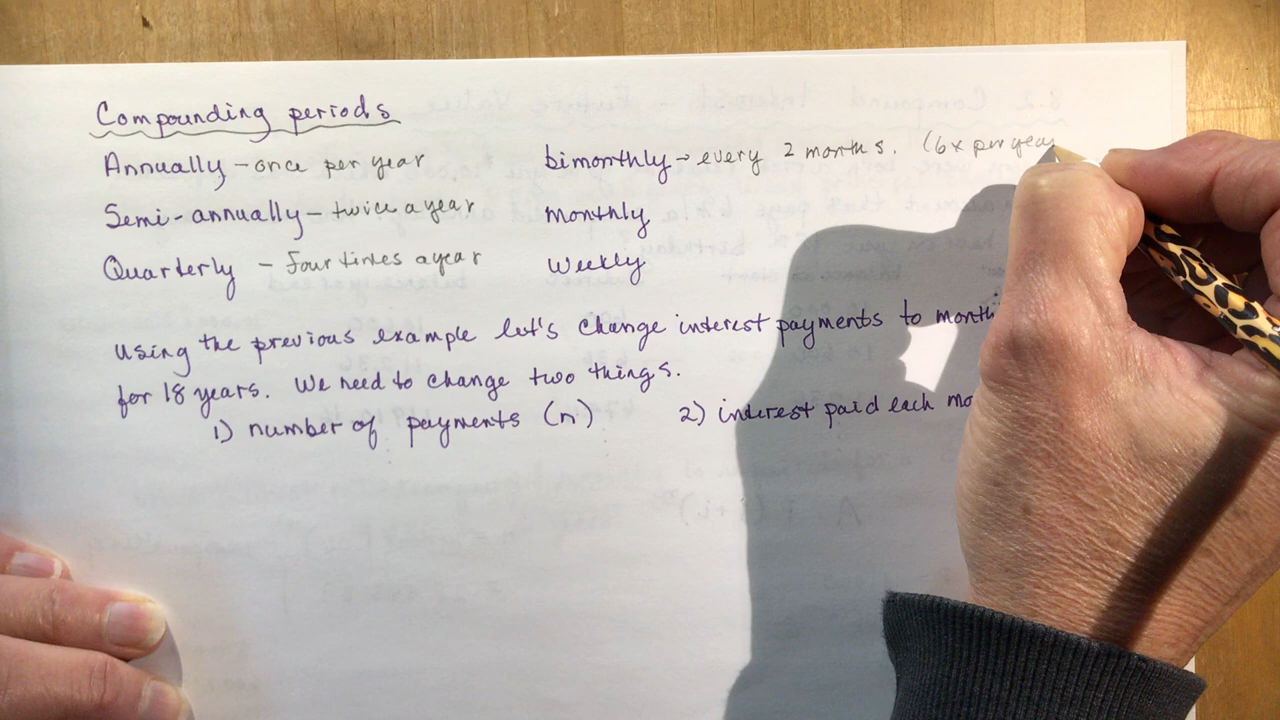 Compounding periods
Annually – once per year
Semi-annually – twice a year
Quarterly – four times a year
bimonthly – every 2 months. (6x per year
monthly
Weekly
Using the previous example let's change interest payments to month
for 18 years. We need to change two things.
1) number of payments (n) 2) interest paid each mo